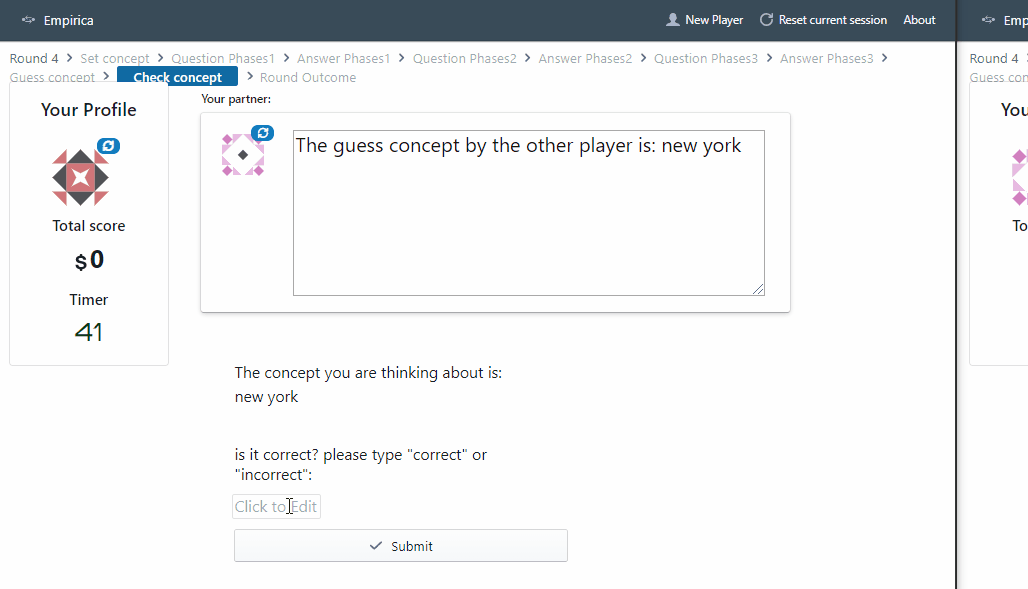 Empirica
New Player
Reset current session
About
Emp
Round 4 > Set concept > Question Phases1 > Answer Phases1 > Question Phases2 > Answer Phases2 > Question Phases3 > Answer Phases3 >
Guess concept > Check concept > Round Outcome
Round 4
Guess con
Your Profile
Total score
$0
Timer
41
Your partner:
The guess concept by the other player is: new york
The concept you are thinking about is:
new york
is it correct? please type "correct" or
"incorrect":
Click to Edit
Submit
You
To